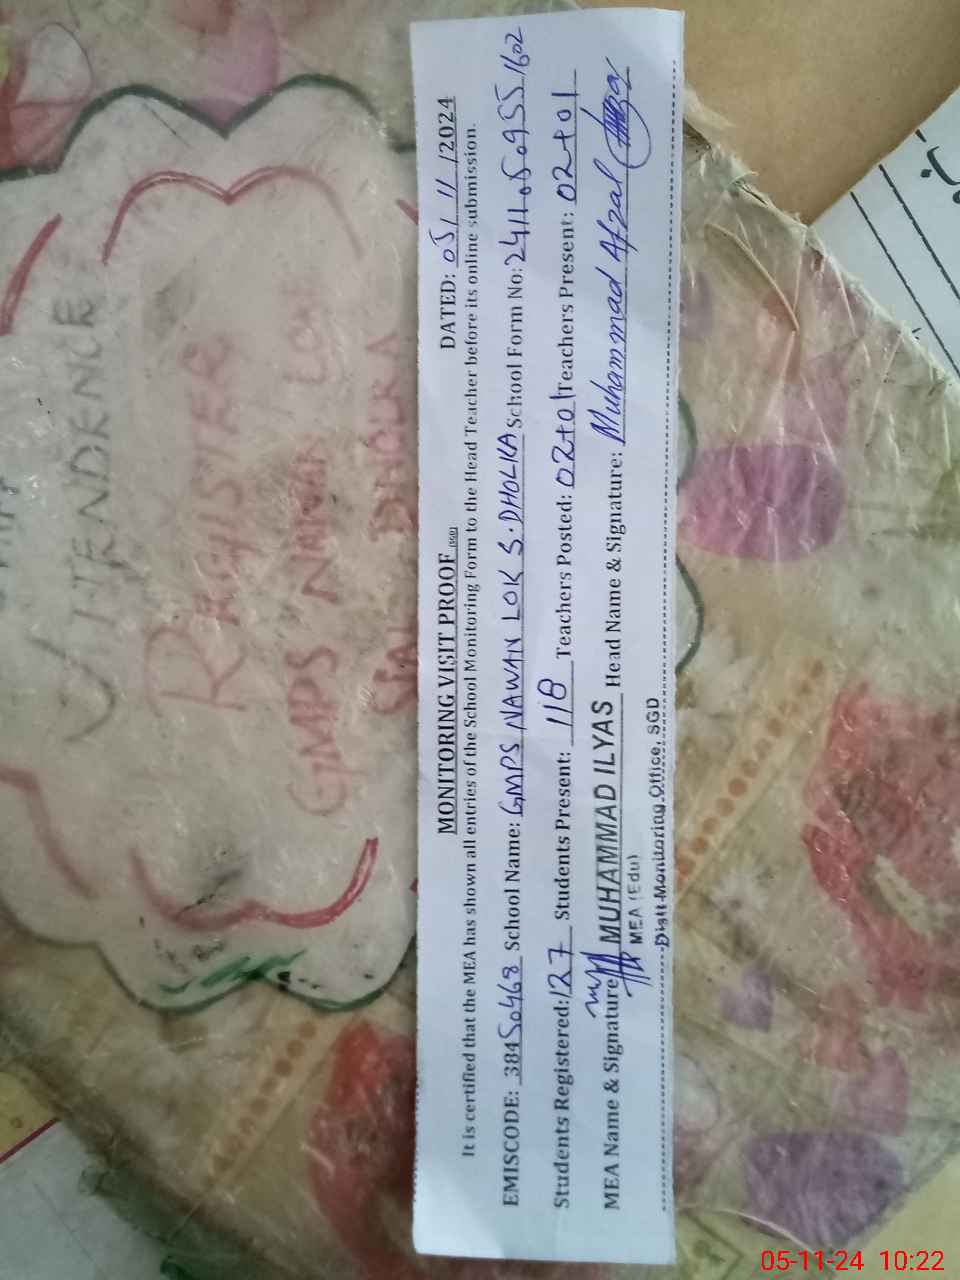 MONITORING VISIT PROOF (SGD) DATED: 05/11/2024
It is certified that the MEA has shown all entries of the School Monitoring Form to the Head Teacher before its online submission.
EMISCODE: 38450468 School Name: GMPS NAWAN LOK S.DHOLKA School Form No: 24110509551602
Students Registered: 127 Students Present: 118 Teachers Posted: 02+01 Teachers Present: 02+01
MEA Name & Signature MUHAMMAD ILYAS Head Name & Signature: Muhammad Afzal
MEA (Edu)
Distt Monitoring Office, SGD
ATTENDENCE
REGISTER
GMPS NAWAN LOK
DHOLKA
05-11-24 10:22